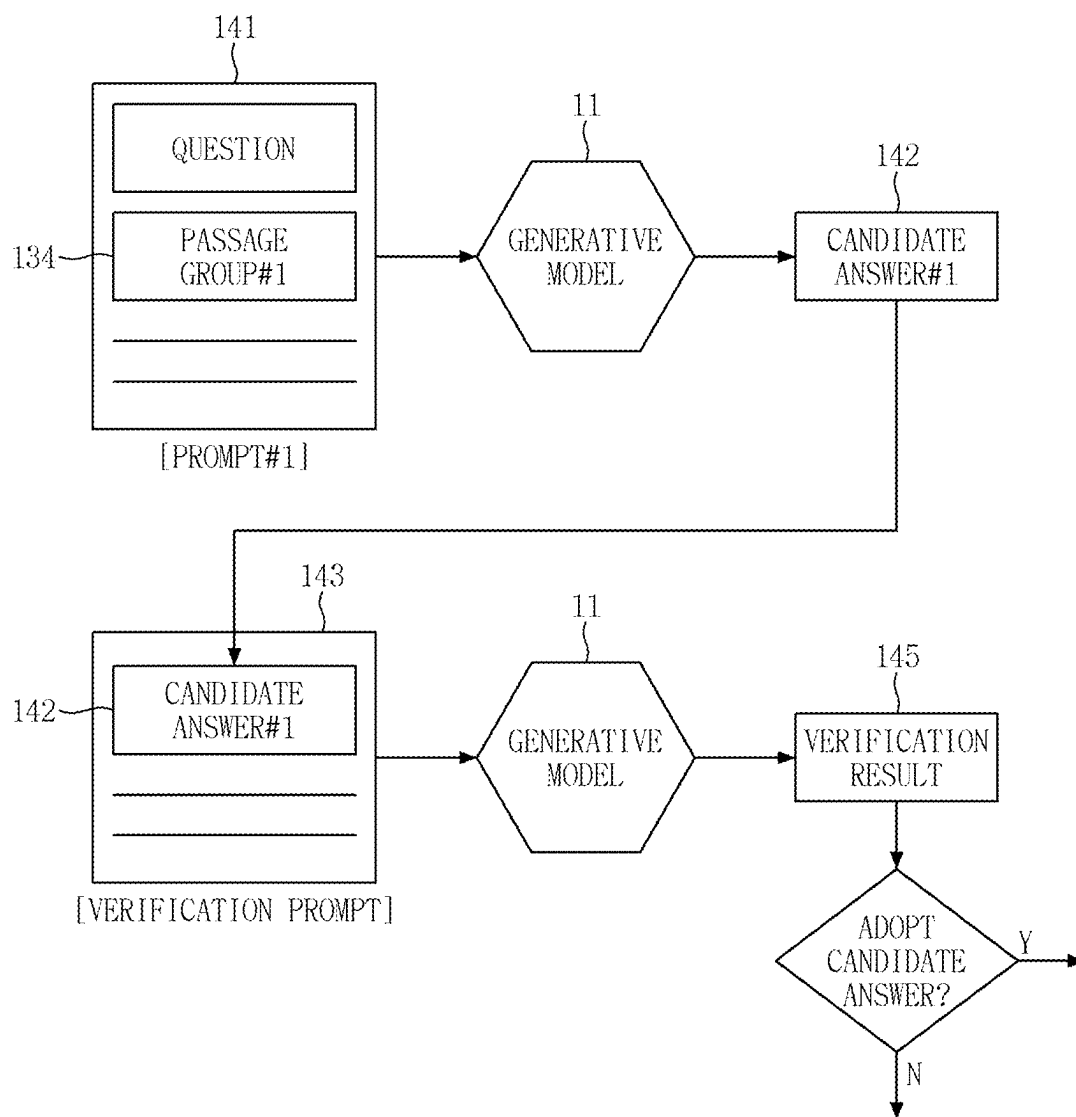 141
QUESTION
134
PASSAGE
GROUP#1
[PROMPT#1]
11
GENERATIVE
MODEL
142
CANDIDATE
ANSWER#1
143
142
CANDIDATE
ANSWER#1
[VERIFICATION PROMPT]
11
GENERATIVE
MODEL
145
VERIFICATION
RESULT
ADOPT
CANDIDATE
ANSWER?
Y
N